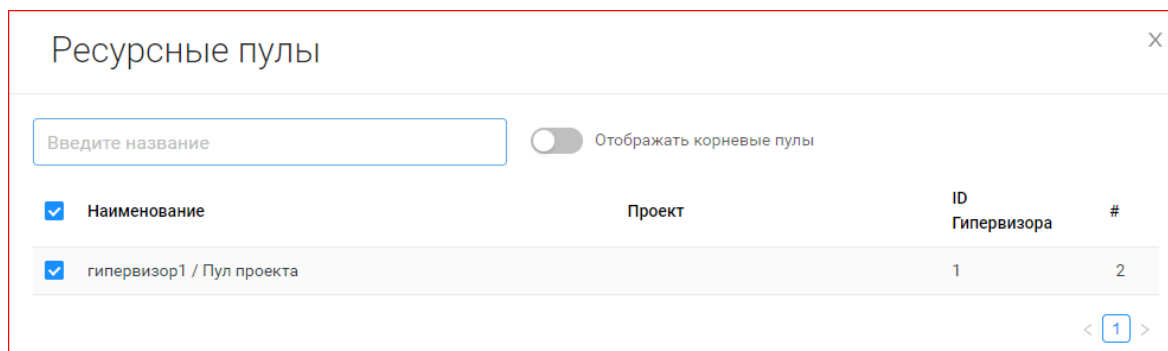 Ресурсные пулы
X
Введите название
Отображать корневые пулы
Наименование Проект ID Гипервизора #
гипервизор1 / Пул проекта 1 2
< 1 >